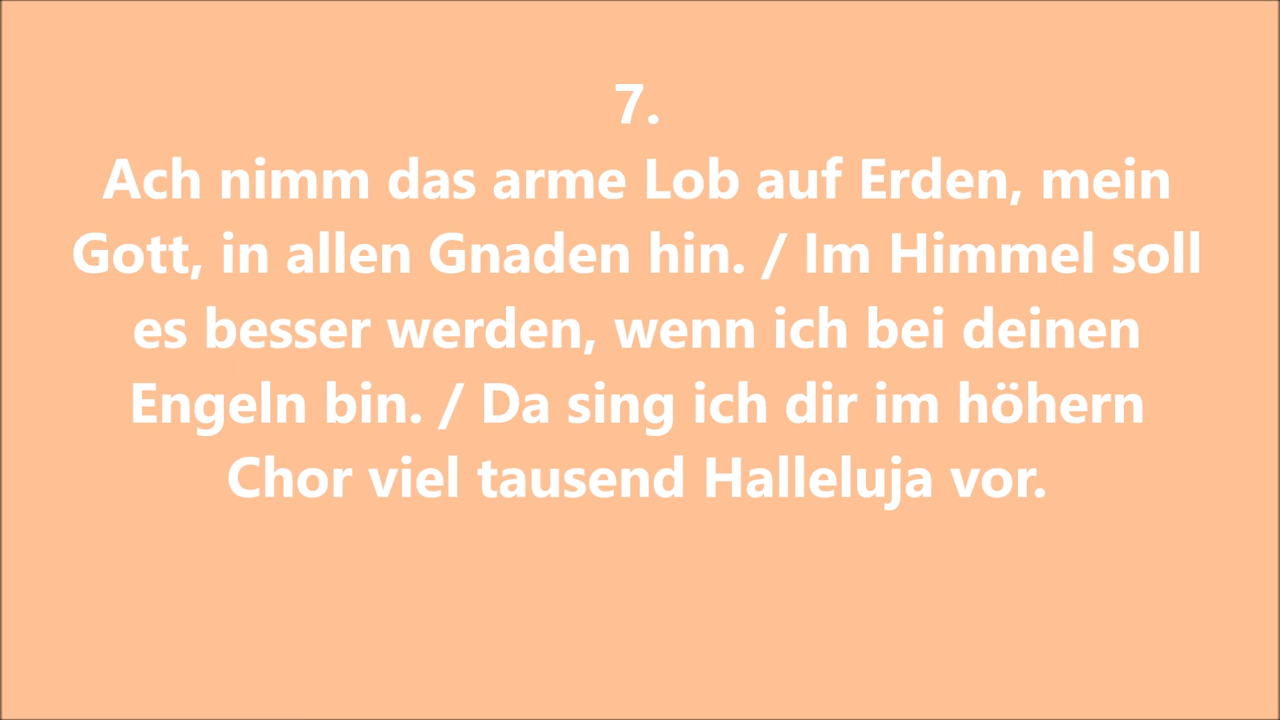 7.
Ach nimm das arme Lob auf Erden, mein
Gott, in allen Gnaden hin. / Im Himmel soll
es besser werden, wenn ich bei deinen
Engeln bin. / Da sing ich dir im höhern
Chor viel tausend Halleluja vor.